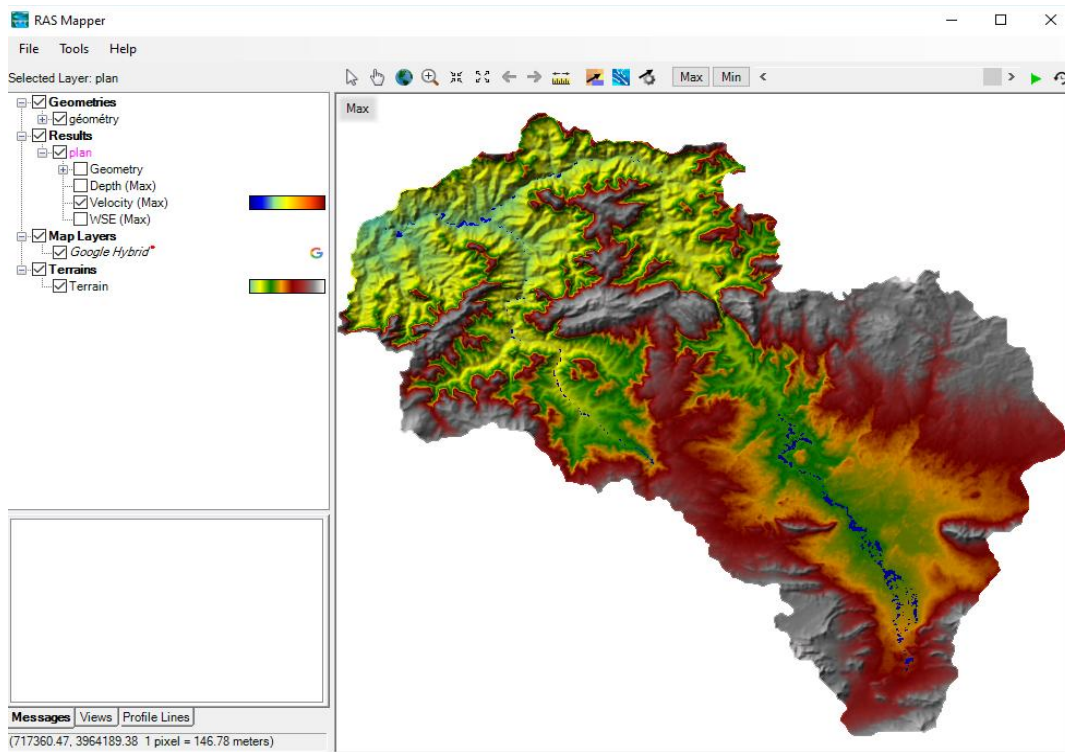 RAS Mapper
File Tools Help
Selected Layer: plan
Max Min
Max
Geometries
géométry
Results
plan
Geometry
Depth (Max)
Velocity (Max)
WSE (Max)
Map Layers
Google Hybrid
G
Terrains
Terrain
Messages Views Profile Lines
(717360.47, 3964189.38 1 pixel = 146.78 meters)